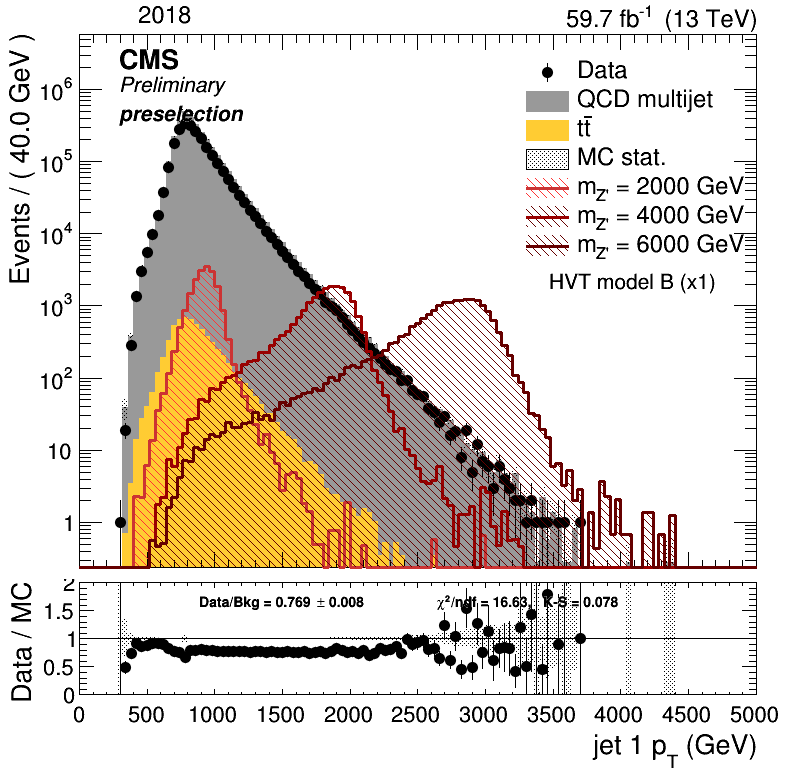 2018
59.7 fb⁻¹ (13 TeV)
CMS
Preliminary
preselection
Events / ( 40.0 GeV )
10⁶
10⁵
10⁴
10³
10²
10
1
Data
QCD multijet
tt̄
MC stat.
m_Z' = 2000 GeV
m_Z' = 4000 GeV
m_Z' = 6000 GeV
HVT model B (x1)
Data / MC
2
1.5
1
0.5
0
Data/Bkg = 0.769 ± 0.008
χ²/ndf = 16.63, K-S = 0.078
0 500 1000 1500 2000 2500 3000 3500 4000 4500 5000
jet 1 p_T (GeV)